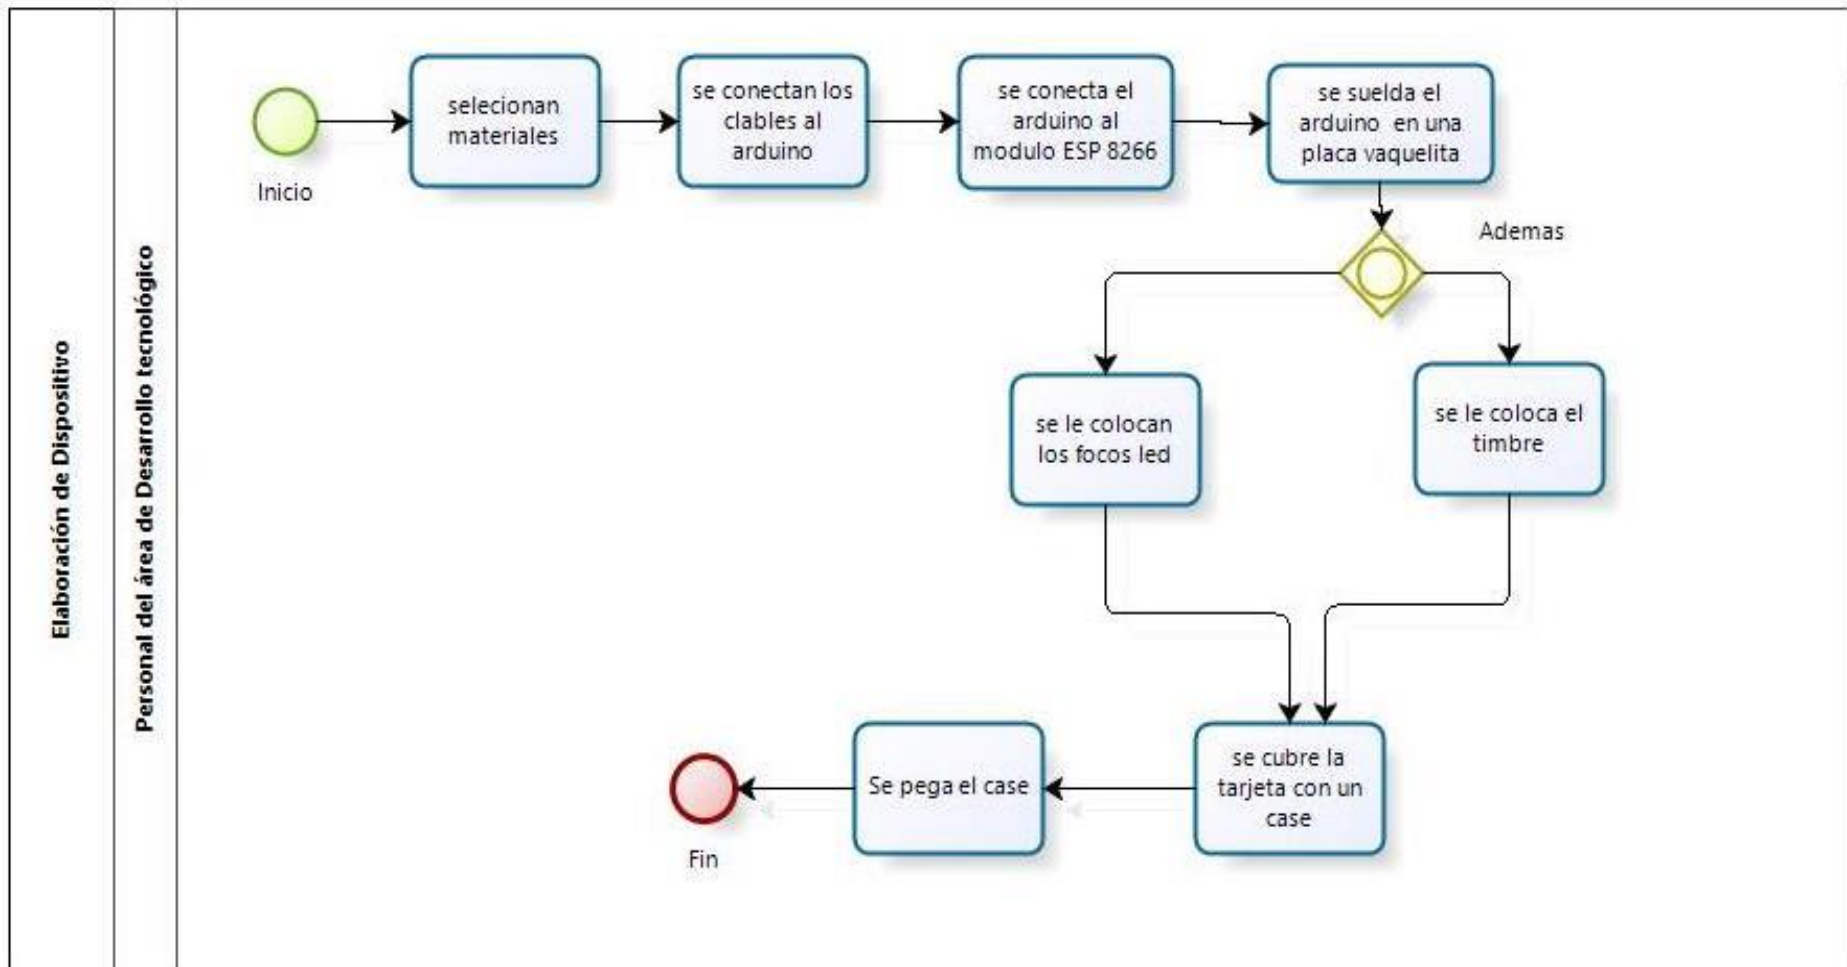 Elaboración de Dispositivo
Personal del área de Desarrollo tecnológico
Inicio
selecionan
materiales
se conectan los
clables al
arduino
se conecta el
arduino al
modulo ESP 8266
se suelda el
arduino en una
placa vaquelita
Ademas
se le colocan
los focos led
se le coloca el
timbre
se cubre la
tarjeta con un
case
Se pega el case
Fin